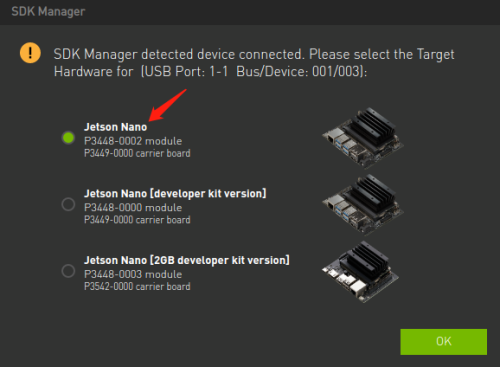 SDK Manager
SDK Manager detected device connected. Please select the Target
Hardware for (USB Port: 1-1 Bus/Device: 001/003):
Jetson Nano
P3448-0002 module
P3449-0000 carrier board
Jetson Nano [developer kit version]
P3448-0000 module
P3449-0000 carrier board
Jetson Nano [2GB developer kit version]
P3448-0003 module
P3542-0000 carrier board
OK